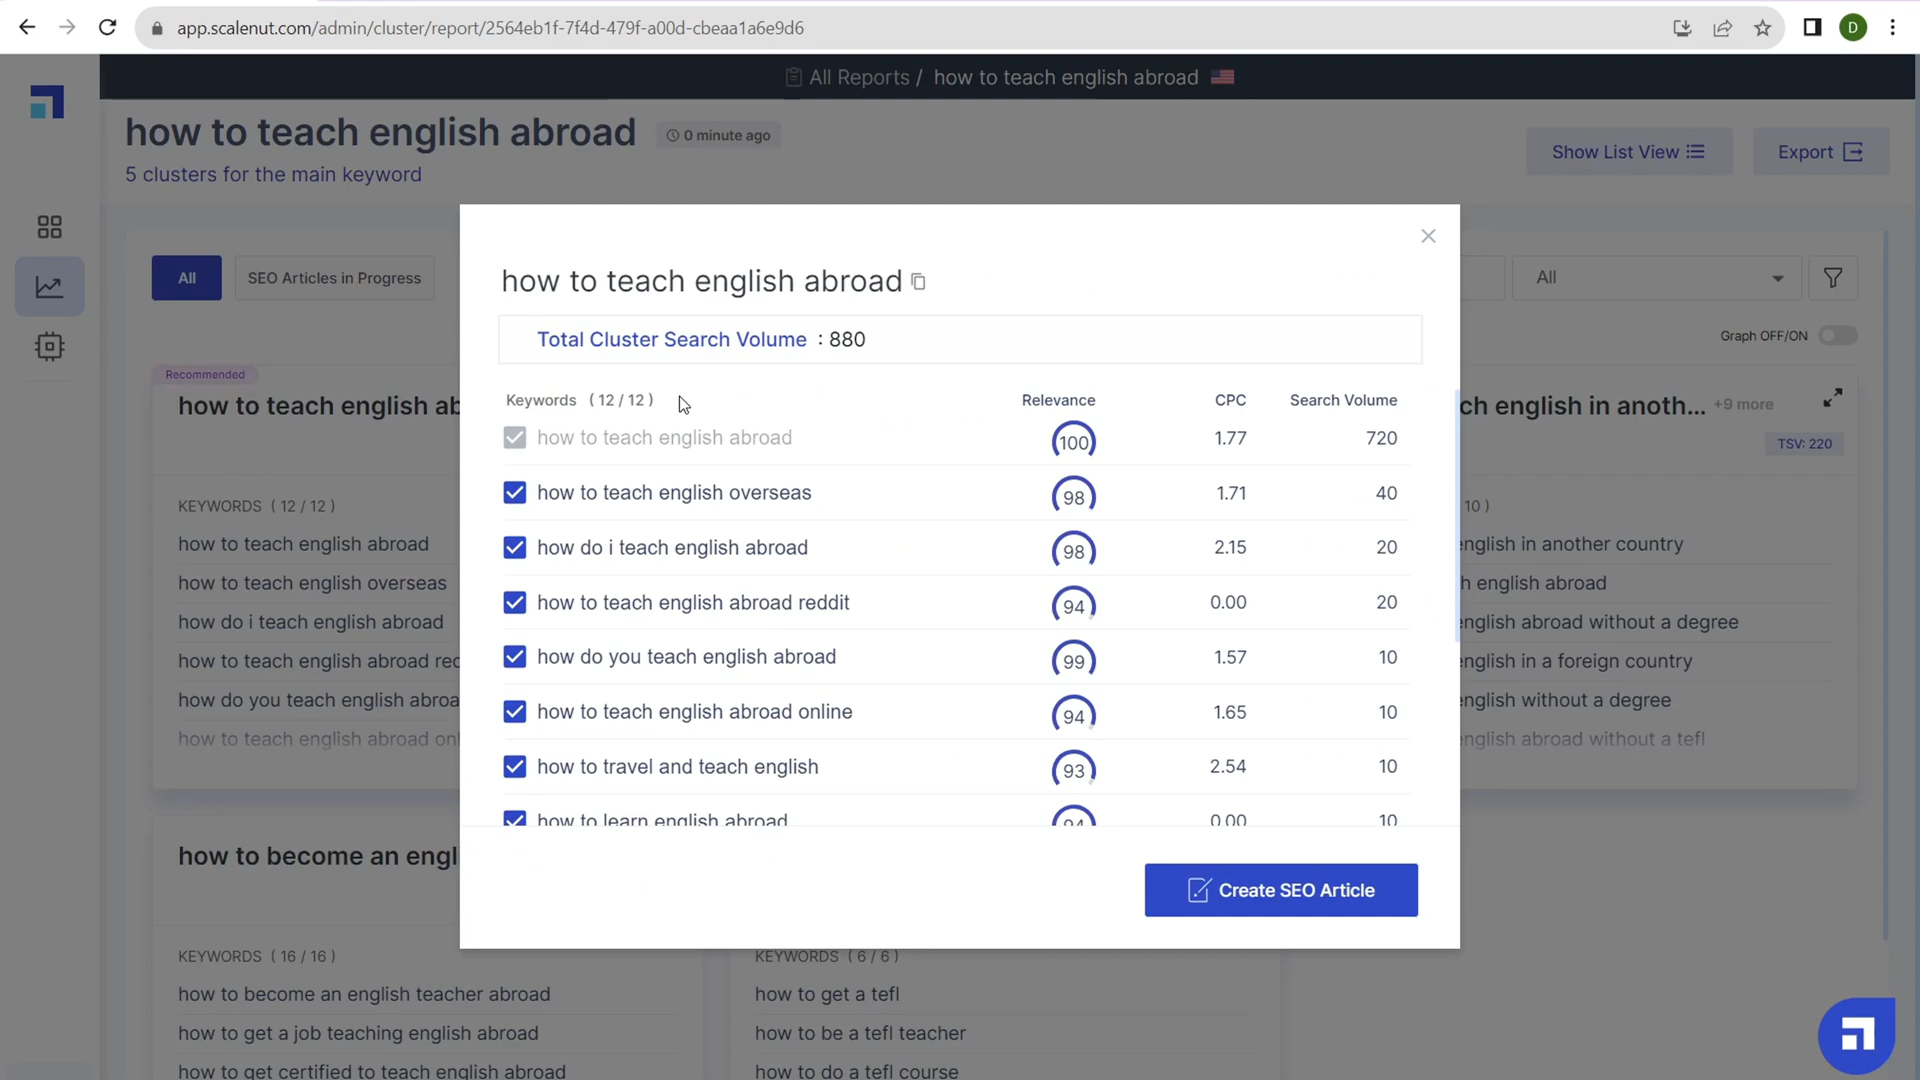 app.scalenut.com/admin/cluster/report/2564eb1f-7f4d-479f-a00d-cbeaa1a6e9d6
D
All Reports / how to teach english abroad
how to teach english abroad
0 minute ago
5 clusters for the main keyword
Show List View
Export
All
SEO Articles in Progress
All
Graph OFF/ON
Recommended
how to teach english ab
KEYWORDS ( 12 / 12 )
how to teach english abroad
how to teach english overseas
how do i teach english abroad
how to teach english abroad red
how do you teach english abroa
how to teach english abroad onl
how to teach english abroad
Total Cluster Search Volume : 880
Keywords ( 12 / 12 ) Relevance CPC Search Volume
how to teach english abroad 100 1.77 720
how to teach english overseas 98 1.71 40
how do i teach english abroad 98 2.15 20
how to teach english abroad reddit 94 0.00 20
how do you teach english abroad 99 1.57 10
how to teach english abroad online 94 1.65 10
how to travel and teach english 93 2.54 10
how to learn english abroad 94 0.00 10
Create SEO Article
ch english in anoth... +9 more
TSV: 220
10 )
english in another country
h english abroad
english abroad without a degree
english in a foreign country
english without a degree
english abroad without a tefl
how to become an engl
KEYWORDS ( 16 / 16 )
how to become an english teacher abroad
how to get a job teaching english abroad
how to get certified to teach english abroad
KEYWORDS ( 6 / 6 )
how to get a tefl
how to be a tefl teacher
how to do a tefl course